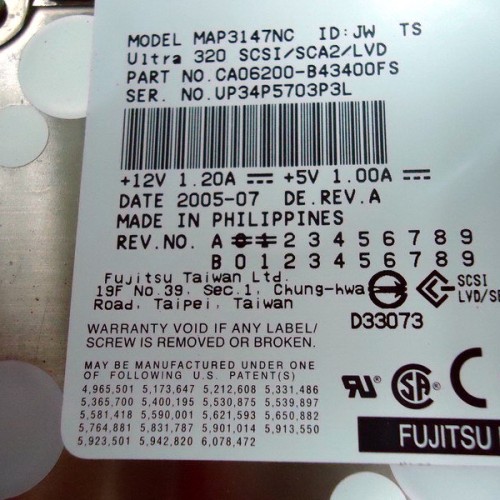 MODEL MAP3147NC ID:JW TS
Ultra 320 SCSI/SCA2/LVD
PART NO.CA06200-B43400FS
SER. NO.UP34P5703P3L
+12V 1.20A +5V 1.00A
DATE 2005-07 DE.REV.A
MADE IN PHILIPPINES
REV.NO. A 0 1 2 3 4 5 6 7 8 9
B 0 1 2 3 4 5 6 7 8 9
Fujitsu Taiwan Ltd.
19F No.39, Sec.1, Chung-hwa
Road, Taipei, Taiwan
SCSI
LVD/SE
D33073
WARRANTY VOID IF ANY LABEL/
SCREW IS REMOVED OR BROKEN.
MAY BE MANUFACTURED UNDER ONE
OF FOLLOWING U.S. PATENT(S)
4,965,501 5,173,647 5,212,608 5,331,486
5,365,700 5,400,195 5,530,875 5,539,897
5,581,418 5,590,001 5,621,593 5,650,882
5,764,881 5,831,787 5,901,014 5,913,550
5,923,501 5,942,820 6,078,472
FUJITSU